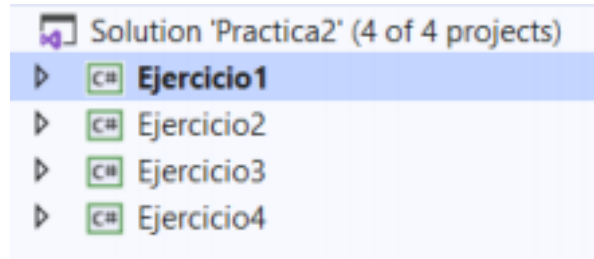 Solution 'Practica2' (4 of 4 projects)
C# Ejercicio1
C# Ejercicio2
C# Ejercicio3
C# Ejercicio4